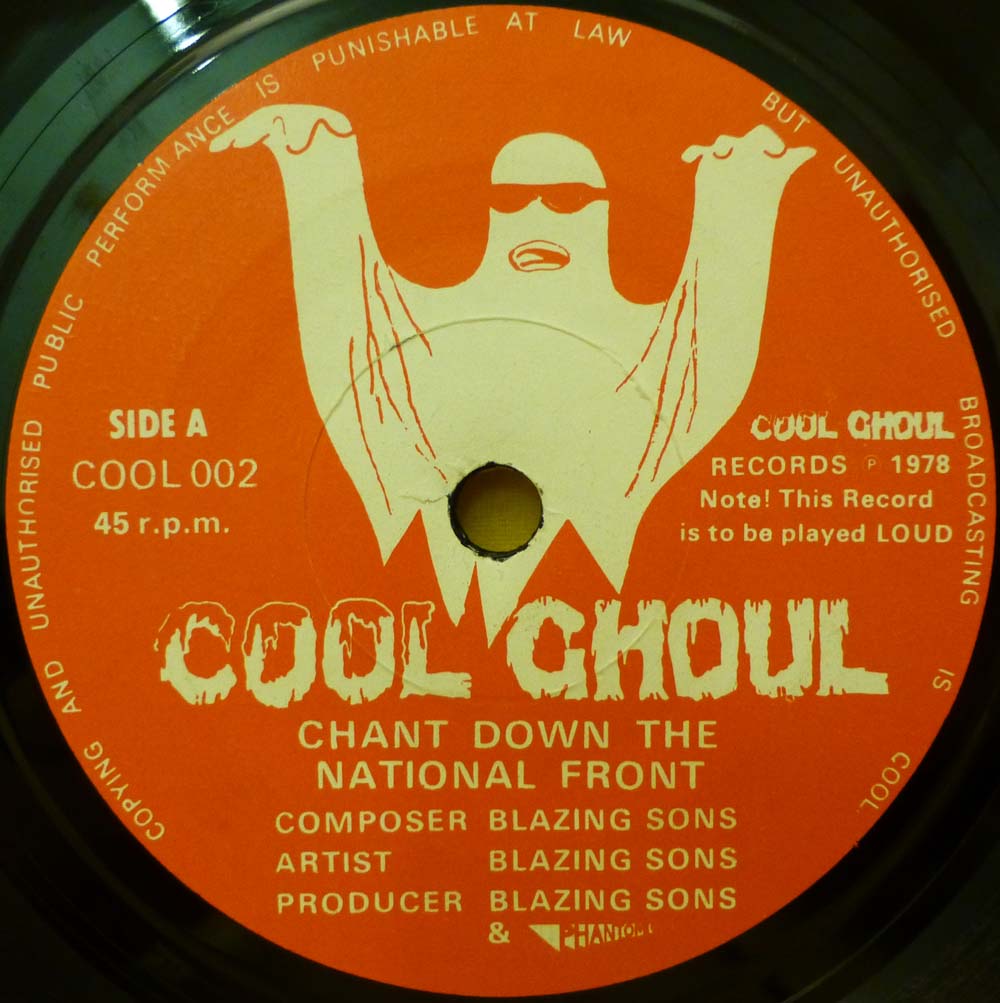 COPYING AND UNAUTHORISED PUBLIC PERFORMANCE IS PUNISHABLE AT LAW BUT UNAUTHORISED BROADCASTING IS COOL
SIDE A
COOL 002
45 r.p.m.
COOL GHOUL
RECORDS ℗ 1978
Note! This Record
is to be played LOUD
COOL GHOUL
CHANT DOWN THE
NATIONAL FRONT
COMPOSER BLAZING SONS
ARTIST BLAZING SONS
PRODUCER BLAZING SONS
& PHANTOM